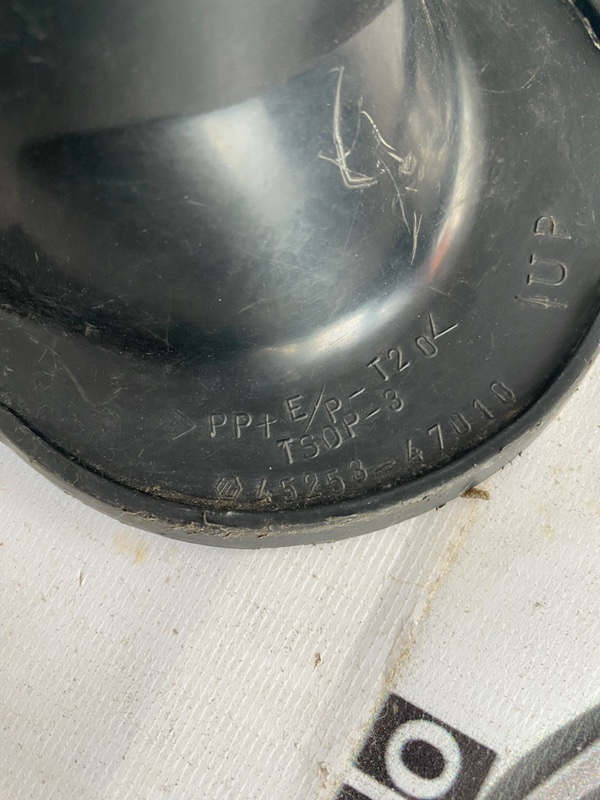 >PP+E/P-T20<
TSOP-3
45253-47010
UP